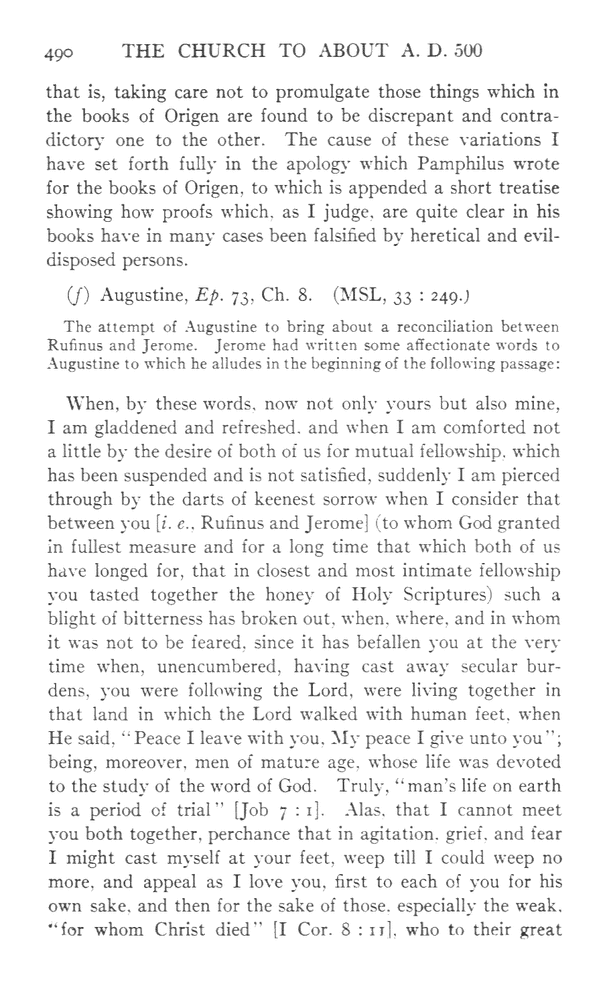 490 THE CHURCH TO ABOUT A. D. 500
that is, taking care not to promulgate those things which in
the books of Origen are found to be discrepant and contra-
dictory one to the other. The cause of these variations I
have set forth fully in the apology which Pamphilus wrote
for the books of Origen, to which is appended a short treatise
showing how proofs which, as I judge, are quite clear in his
books have in many cases been falsified by heretical and evil-
disposed persons.
(f) Augustine, Ep. 73, Ch. 8. (MSL, 33 : 249.)
The attempt of Augustine to bring about a reconciliation between
Rufinus and Jerome. Jerome had written some affectionate words to
Augustine to which he alludes in the beginning of the following passage:
When, by these words, now not only yours but also mine,
I am gladdened and refreshed, and when I am comforted not
a little by the desire of both of us for mutual fellowship, which
has been suspended and is not satisfied, suddenly I am pierced
through by the darts of keenest sorrow when I consider that
between you [i. e., Rufinus and Jerome] (to whom God granted
in fullest measure and for a long time that which both of us
have longed for, that in closest and most intimate fellowship
you tasted together the honey of Holy Scriptures) such a
blight of bitterness has broken out, when, where, and in whom
it was not to be feared, since it has befallen you at the very
time when, unencumbered, having cast away secular bur-
dens, you were following the Lord, were living together in
that land in which the Lord walked with human feet, when
He said, "Peace I leave with you, My peace I give unto you";
being, moreover, men of mature age, whose life was devoted
to the study of the word of God. Truly, "man's life on earth
is a period of trial" [Job 7 : 1]. Alas, that I cannot meet
you both together, perchance that in agitation, grief, and fear
I might cast myself at your feet, weep till I could weep no
more, and appeal as I love you, first to each of you for his
own sake, and then for the sake of those, especially the weak,
"for whom Christ died" [I Cor. 8 : 11], who to their great